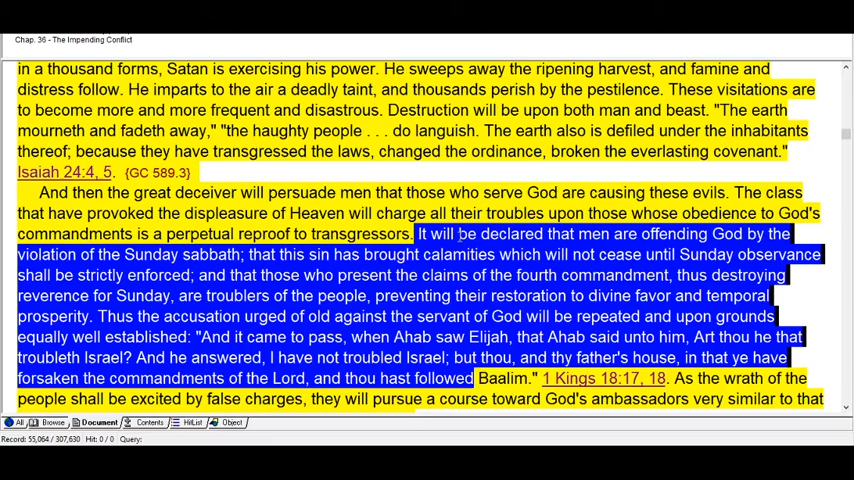 Chap. 36 - The Impending Conflict
in a thousand forms, Satan is exercising his power. He sweeps away the ripening harvest, and famine and
distress follow. He imparts to the air a deadly taint, and thousands perish by the pestilence. These visitations are
to become more and more frequent and disastrous. Destruction will be upon both man and beast. "The earth
mourneth and fadeth away," "the haughty people . . . do languish. The earth also is defiled under the inhabitants
thereof; because they have transgressed the laws, changed the ordinance, broken the everlasting covenant."
Isaiah 24:4, 5. {GC 589.3}
And then the great deceiver will persuade men that those who serve God are causing these evils. The class
that have provoked the displeasure of Heaven will charge all their troubles upon those whose obedience to God's
commandments is a perpetual reproof to transgressors. It will be declared that men are offending God by the
violation of the Sunday sabbath; that this sin has brought calamities which will not cease until Sunday observance
shall be strictly enforced; and that those who present the claims of the fourth commandment, thus destroying
reverence for Sunday, are troublers of the people, preventing their restoration to divine favor and temporal
prosperity. Thus the accusation urged of old against the servant of God will be repeated and upon grounds
equally well established: "And it came to pass, when Ahab saw Elijah, that Ahab said unto him, Art thou he that
troubleth Israel? And he answered, I have not troubled Israel; but thou, and thy father's house, in that ye have
forsaken the commandments of the Lord, and thou hast followed Baalim." 1 Kings 18:17, 18. As the wrath of the
people shall be excited by false charges, they will pursue a course toward God's ambassadors very similar to that
All Browse Document Contents HitList Object
Record: 55,064 / 307,630 Hit: 0 / 0 Query: